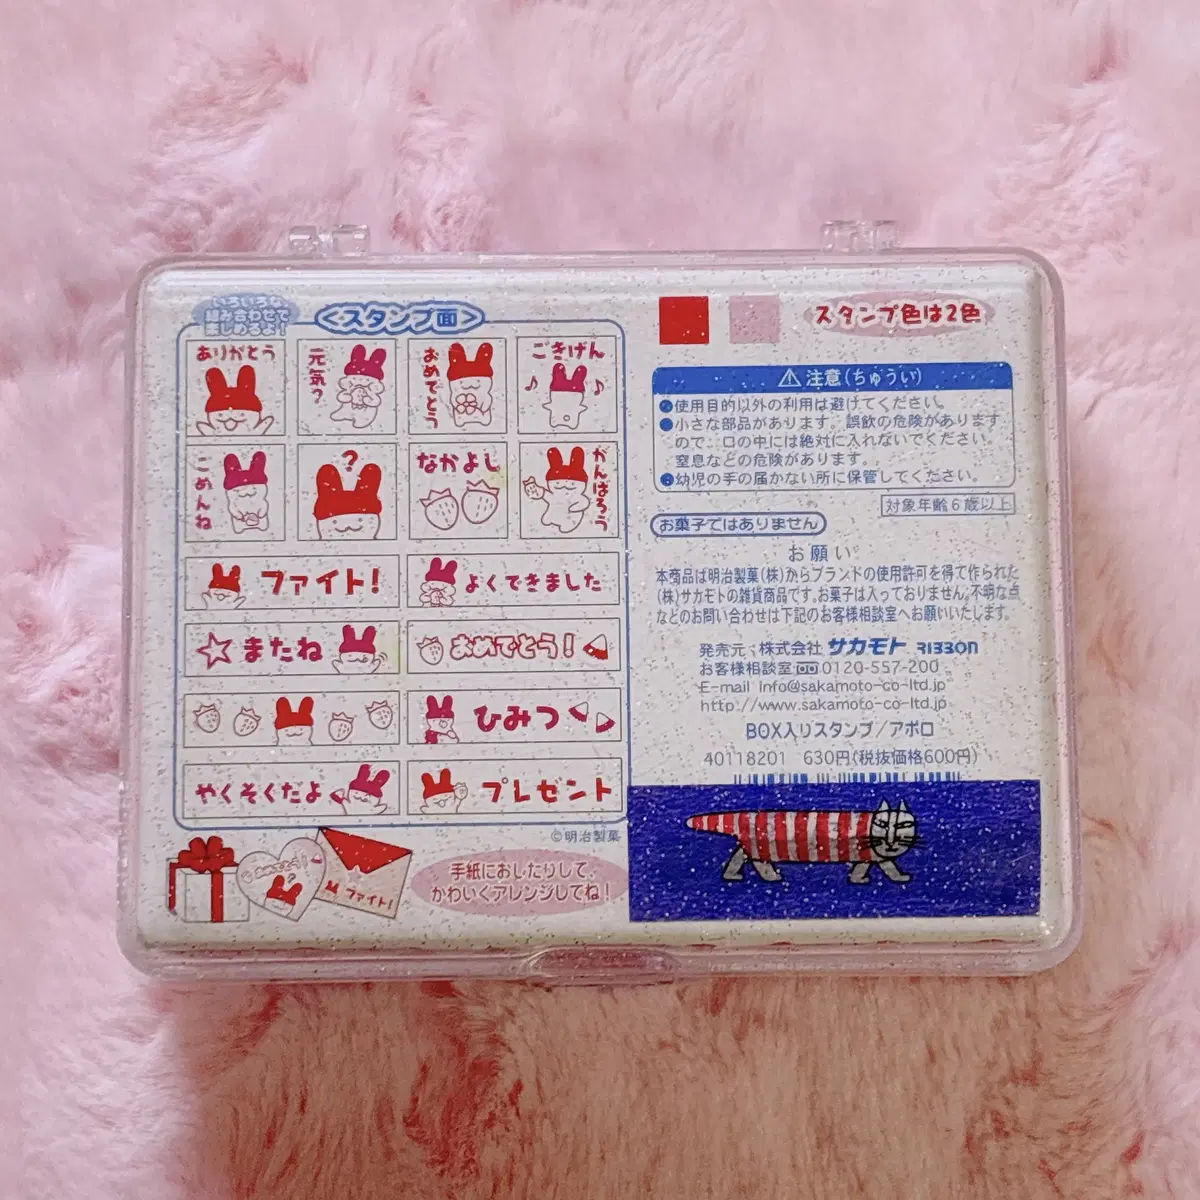 いろいろな
組み合わせで
楽しめるよ!
<スタンプ面>
ありがとう
元気?
おめでとう
ごきげん
ごめんね
?
なかよし
がんばろう
ファイト!
よくできました
またね
おめでとう!
ひみつ
やくそくだよ
プレゼント
©明治製菓
おめでとう!
ファイト!
手紙におしたりして、
かわいくアレンジしてね!
スタンプ色は2色
⚠注意(ちゅうい)
●使用目的以外の利用は避けてください。
●小さな部品があります。誤飲の危険があります
ので、口の中には絶対に入れないでください。
窒息などの危険があります。
●幼児の手の届かない所に保管してください。
対象年齢6歳以上
お菓子ではありません
お願い
本商品は明治製菓(株)からブランドの使用許可を得て作られた
(株)サカモトの雑貨商品です。お菓子は入っておりません。不明な点
などのお問い合わせは下記のお客様相談室へお願いいたします。
発売元:株式会社 サカモト RIBBON
お客様相談室 0120-557-200
E-mail info@sakamoto-co-ltd.jp
http://www.sakamoto-co-ltd.jp
BOX入りスタンプ/アポロ
40118201 630円(税抜価格600円)